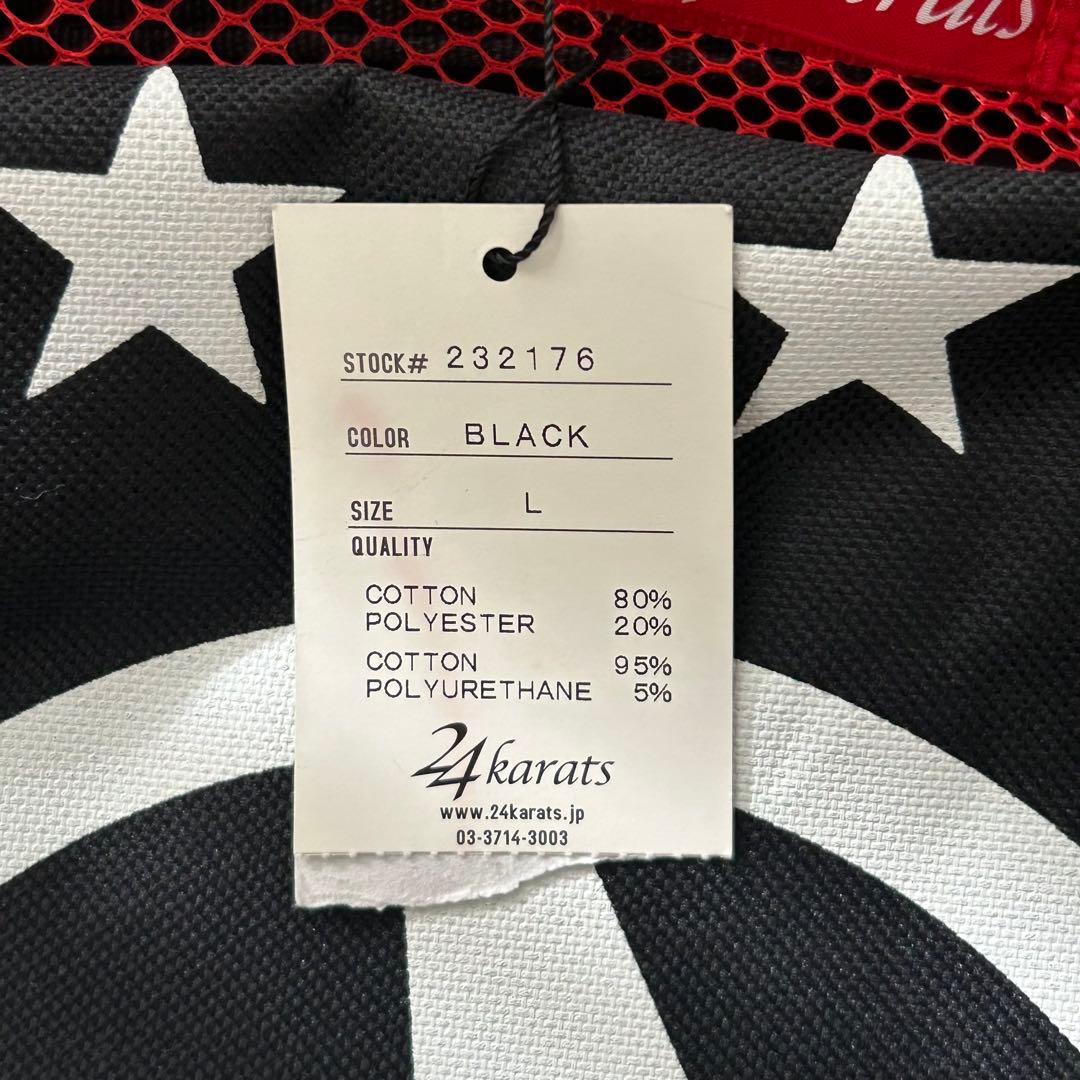 STOCK# 232176
COLOR BLACK
SIZE L
QUALITY
COTTON 80%
POLYESTER 20%
COTTON 95%
POLYURETHANE 5%
24karats
www.24karats.jp
03-3714-3003